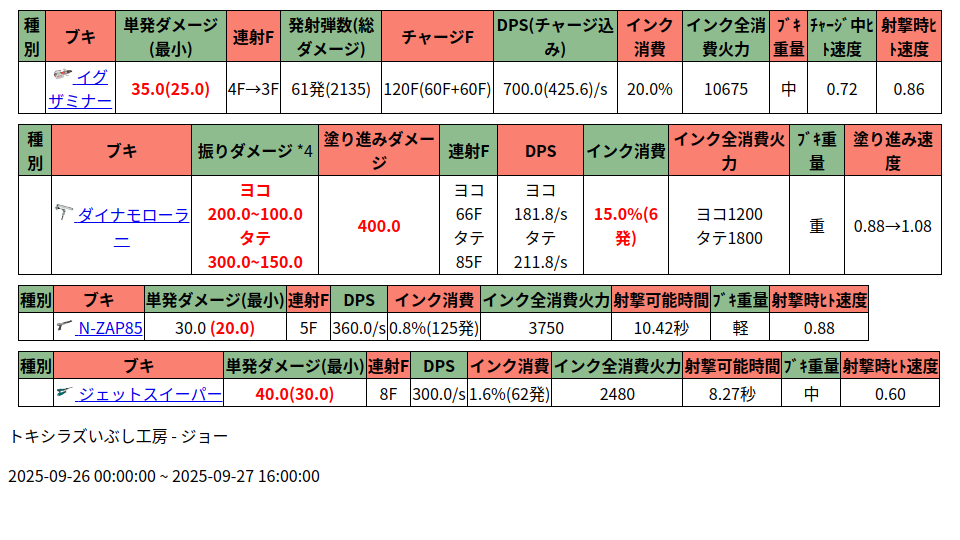 種別 ブキ 単発ダメージ(最小) 連射F 発射弾数(総ダメージ) チャージF DPS(チャージ込み) インク消費 インク全消費火力 ﾌﾞｷ重量 ﾁｬｰｼﾞ中ﾋﾄ速度 射撃時ﾋﾄ速度
イグザミナー 35.0(25.0) 4F→3F 61発(2135) 120F(60F+60F) 700.0(425.6)/s 20.0% 10675 中 0.72 0.86
種別 ブキ 振りダメージ *4 塗り進みダメージ 連射F DPS インク消費 インク全消費火力 ﾌﾞｷ重量 塗り進み速度
ダイナモローラー ヨコ 200.0~100.0 タテ 300.0~150.0 400.0 ヨコ 66F タテ 85F ヨコ 181.8/s タテ 211.8/s 15.0%(6発) ヨコ1200 タテ1800 重 0.88→1.08
種別 ブキ 単発ダメージ(最小) 連射F DPS インク消費 インク全消費火力 射撃可能時間 ﾌﾞｷ重量 射撃時ﾋﾄ速度
N-ZAP85 30.0 (20.0) 5F 360.0/s 0.8%(125発) 3750 10.42秒 軽 0.88
種別 ブキ 単発ダメージ(最小) 連射F DPS インク消費 インク全消費火力 射撃可能時間 ﾌﾞｷ重量 射撃時ﾋﾄ速度
ジェットスイーパー 40.0(30.0) 8F 300.0/s 1.6%(62発) 2480 8.27秒 中 0.60
トキシラズいぶし工房 - ジョー
2025-09-26 00:00:00 ~ 2025-09-27 16:00:00